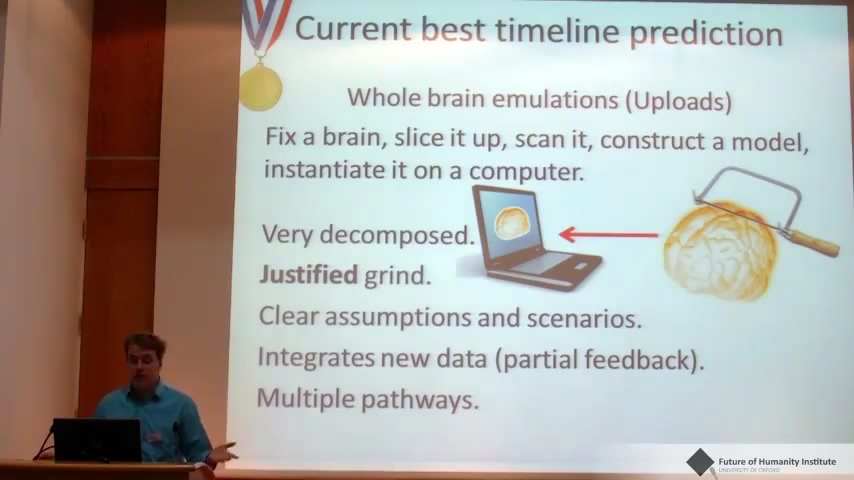 Current best timeline prediction
Whole brain emulations (Uploads)
Fix a brain, slice it up, scan it, construct a model,
instantiate it on a computer.
Very decomposed.
Justified grind.
Clear assumptions and scenarios.
Integrates new data (partial feedback).
Multiple pathways.
Future of Humanity Institute
UNIVERSITY OF OXFORD